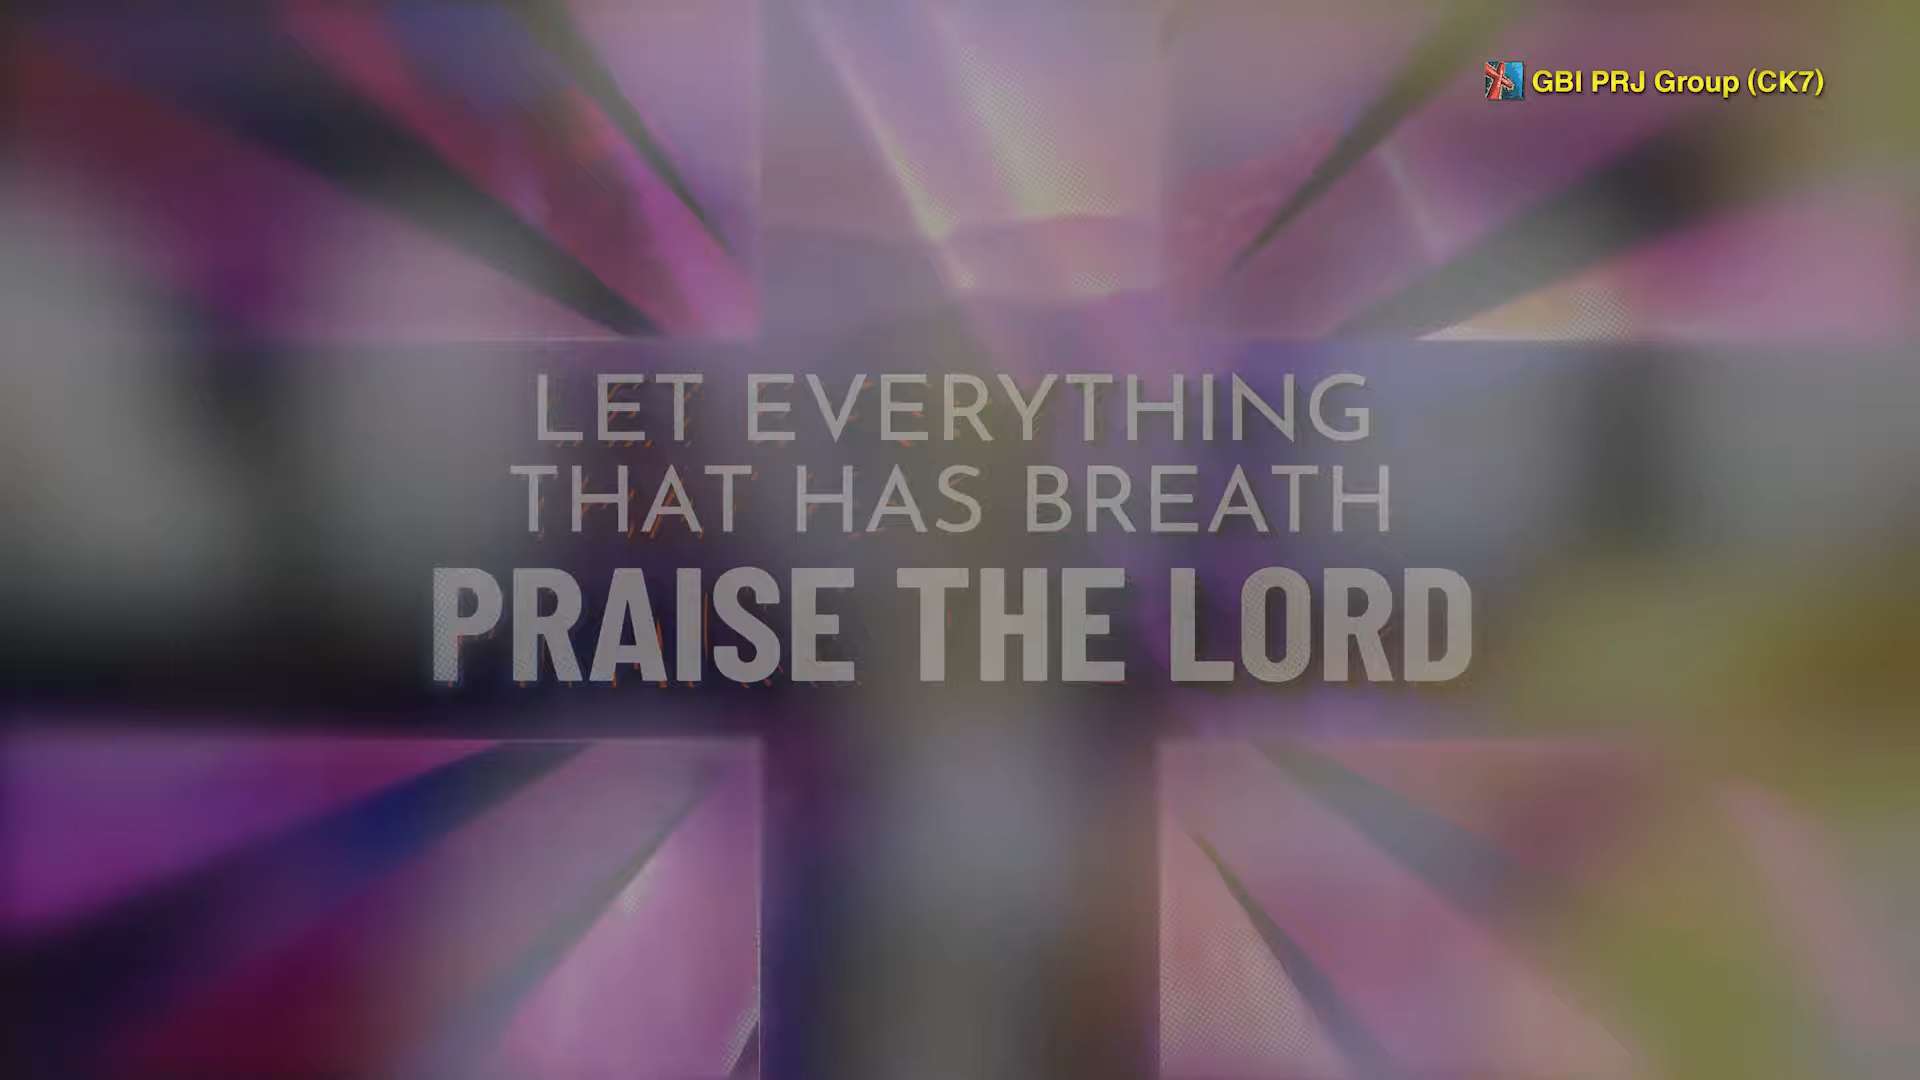 GBI PRJ Group (CK7)
LET EVERYTHING
THAT HAS BREATH
PRAISE THE LORD